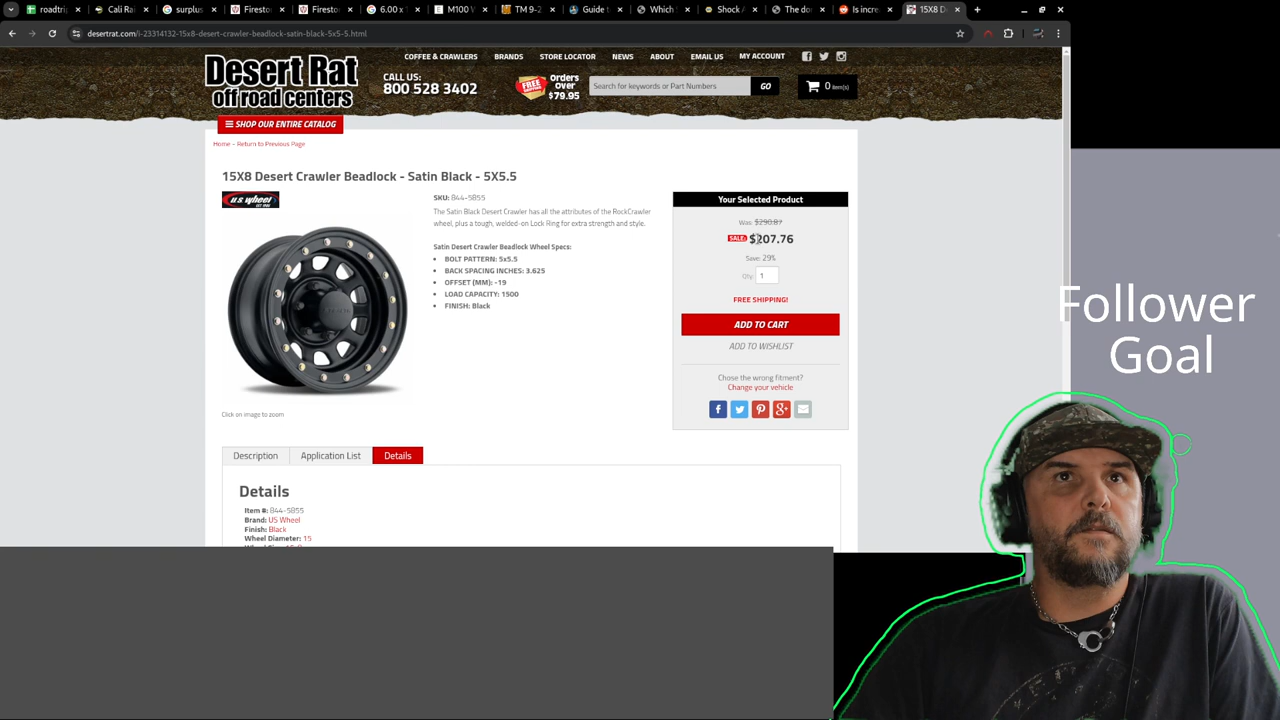 roadtrip
Cali Rai
surplus
Firesto
Firesto
6.00 x
M100 W
TM 9-2
Guide t
Which
Shock A
The do
Is incre
15X8 D
desertrat.com/i-23314132-15x8-desert-crawler-beadlock-satin-black-5x5-5.html
COFFEE & CRAWLERS BRANDS STORE LOCATOR NEWS ABOUT EMAIL US MY ACCOUNT
Desert Rat
off road centers
CALL US:
800 528 3402
FREE
Orders
over
$79.95
Search for keywords or Part Numbers
GO
0 item(s)
SHOP OUR ENTIRE CATALOG
Home - Return to Previous Page
15X8 Desert Crawler Beadlock - Satin Black - 5X5.5
us wheel
SKU: 844-5855
The Satin Black Desert Crawler has all the attributes of the RockCrawler
wheel, plus a tough, welded-on Lock Ring for extra strength and style.
Satin Desert Crawler Beadlock Wheel Specs:
BOLT PATTERN: 5x5.5
BACK SPACING INCHES: 3.625
OFFSET (MM): -19
LOAD CAPACITY: 1500
FINISH: Black
Click on image to zoom
Your Selected Product
Was: $290.87
SALE: $207.76
Save: 29%
Qty: 1
FREE SHIPPING!
ADD TO CART
ADD TO WISHLIST
Chose the wrong fitment?
Change your vehicle
Description Application List Details
Details
Item #: 844-5855
Brand: US Wheel
Finish: Black
Wheel Diameter: 15
Follower
Goal